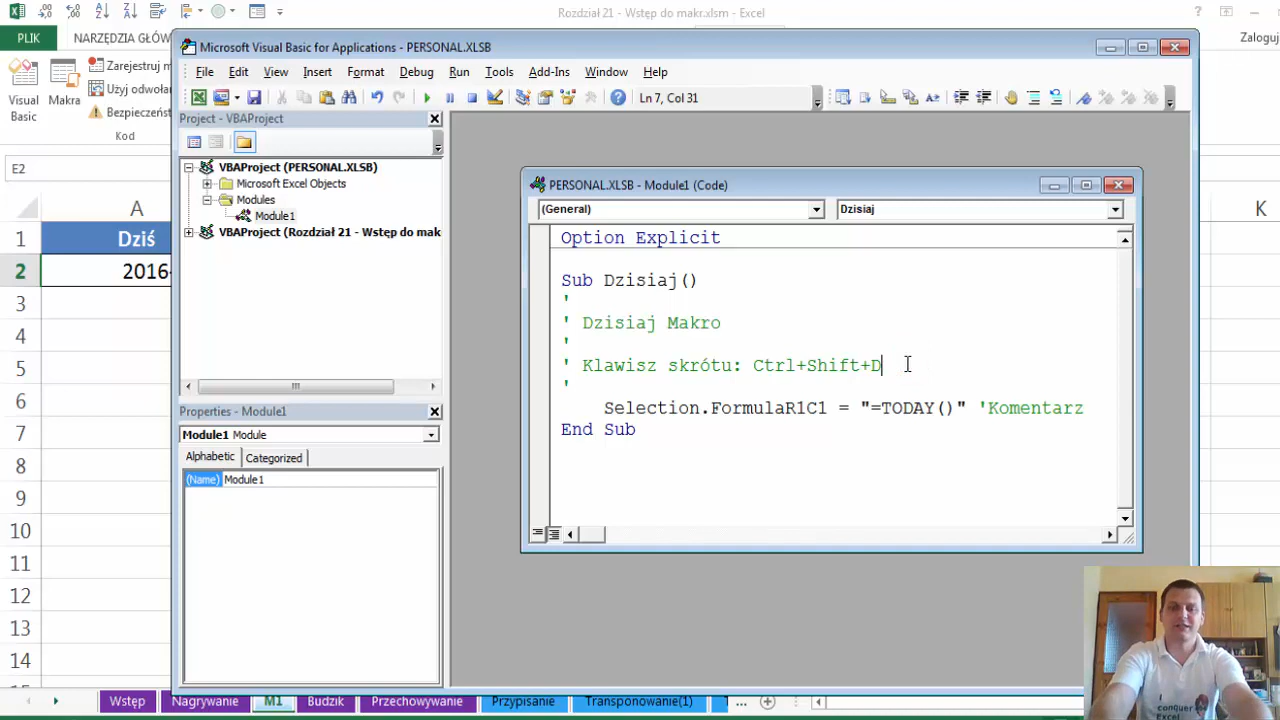 Rozdział 21 - Wstęp do makr.xlsm - Excel
PLIK
NARZĘDZIA GŁÓW
Zaloguj
Visual Basic
Makra
Zarejestruj m
Użyj odwoła
Bezpieczeńst
Kod
E2
A
K
1
Dziś
2
2016-
3
4
5
6
7
8
9
10
11
12
13
14
15
Microsoft Visual Basic for Applications - PERSONAL.XLSB
File Edit View Insert Format Debug Run Tools Add-Ins Window Help
Ln 7, Col 31
Project - VBAProject
VBAProject (PERSONAL.XLSB)
Microsoft Excel Objects
Modules
Module1
VBAProject (Rozdział 21 - Wstęp do mak
Properties - Module1
Module1 Module
Alphabetic Categorized
(Name) Module1
PERSONAL.XLSB - Module1 (Code)
(General) Dzisiaj
Option Explicit
Sub Dzisiaj()
'
' Dzisiaj Makro
'
' Klawisz skrótu: Ctrl+Shift+D
'
Selection.FormulaR1C1 = "=TODAY()" 'Komentarz
End Sub
Wstęp Nagrywanie M1 Budzik Przechowywanie Przypisanie Transponowanie(1) T ...
I conquer Excel